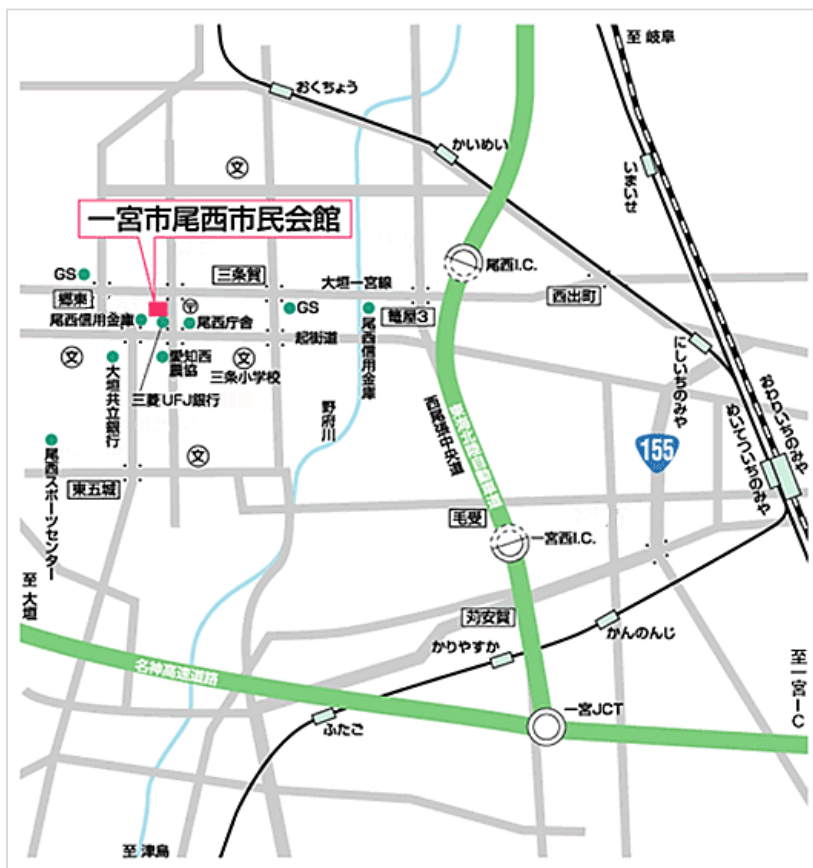 至 岐阜
おくちょう
かいめい
いまいせ
文
一宮市尾西市民会館
尾西I.C.
GS
三条賀
大垣一宮線
郷東
西出町
GS
篭屋3
尾西信用金庫
尾西庁舎
起街道
尾西信用金庫
にしいちのみや
文
愛知西農協
文
三条小学校
大垣共立銀行
三菱UFJ銀行
野府川
西尾張中央道
東海北陸自動車道
おわりいちのみや
めいてついちのみや
155
尾西スポーツセンター
文
東五城
毛受
一宮西I.C.
至 大垣
苅安賀
かんのんじ
かりやすか
至 一宮IC
名神高速道路
一宮JCT
ふたご
至 津島